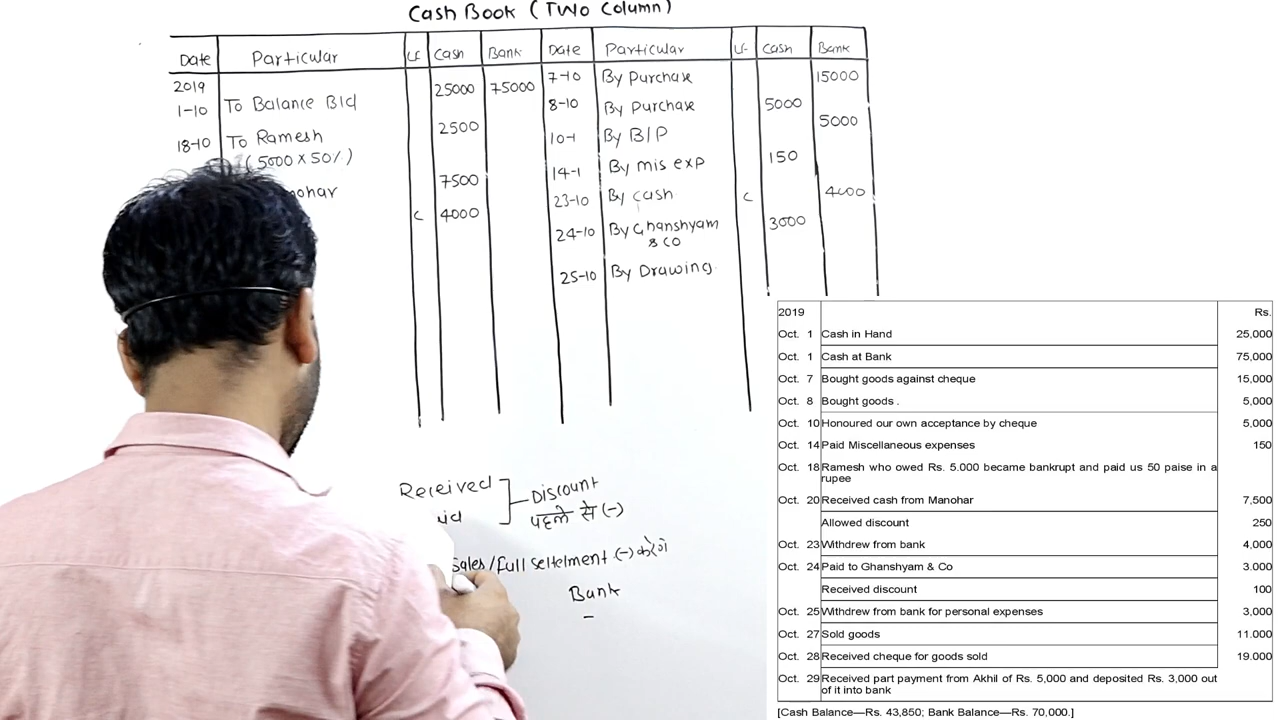 Cash Book (Two Column)
Date Particular LF Cash Bank Date Particular LF Cash Bank
2019 25000 75000 7-10 By Purchase 15000
1-10 To Balance B/d 8-10 By Purchase 5000
18-10 To Ramesh 2500 10-1 By B/P 5000
(5000 X 50%) 14-1 By mis exp 150
ohar 7500 23-10 By Cash C 4000
C 4000 24-10 By Ghanshyam 3000
& CO
25-10 By Drawing.
Received
id
Discount
पहले से (-)
Sales/Full Settelment (-) करेंगे
Bank
-
2019 Rs.
Oct. 1 Cash in Hand 25,000
Oct. 1 Cash at Bank 75,000
Oct. 7 Bought goods against cheque 15,000
Oct. 8 Bought goods . 5,000
Oct. 10 Honoured our own acceptance by cheque 5,000
Oct. 14 Paid Miscellaneous expenses 150
Oct. 18 Ramesh who owed Rs. 5.000 became bankrupt and paid us 50 paise in a
rupee
Oct. 20 Received cash from Manohar 7,500
Allowed discount 250
Oct. 23 Withdrew from bank 4,000
Oct. 24 Paid to Ghanshyam & Co 3.000
Received discount 100
Oct. 25 Withdrew from bank for personal expenses 3,000
Oct. 27 Sold goods 11.000
Oct. 28 Received cheque for goods sold 19.000
Oct. 29 Received part payment from Akhil of Rs. 5,000 and deposited Rs. 3,000 out
of it into bank
[Cash Balance—Rs. 43,850; Bank Balance—Rs. 70,000.]